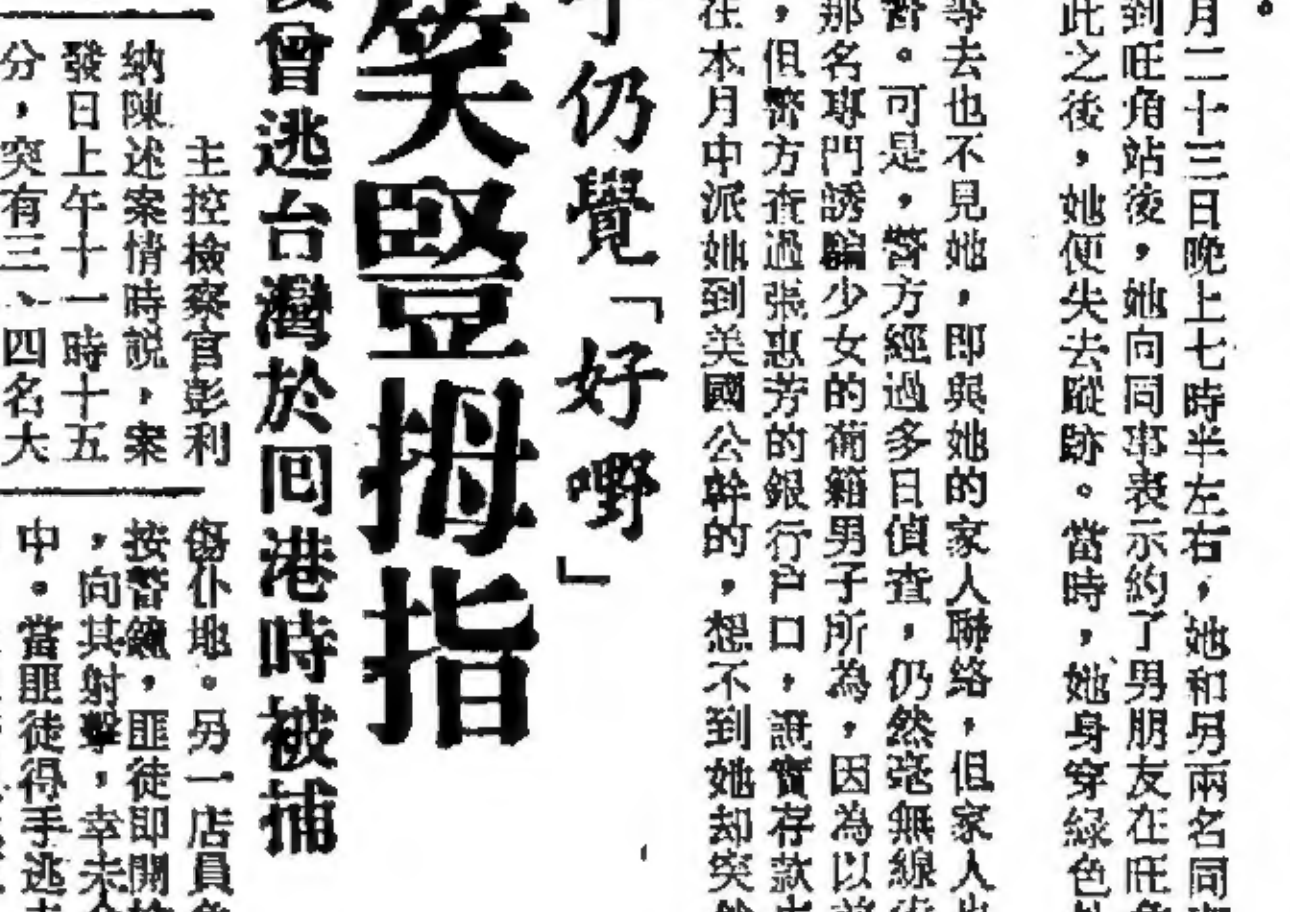 。
月二十三日晚上七時半左右，她和另兩名同
到旺角站後，她向同事表示約了男朋友在旺角
此之後，她便失去蹤跡。當時，她身穿綠色
等去也不見她，即與她的家人聯絡，但家人
。可是，警方經過多日偵查，仍然毫無線
那名專門誘騙少女的葡籍男子所為，因為以
，但警方查過張惠芳的銀行戶口，證實存款
在本月中派她到美國公幹的，想不到她却突
仍覺「好嘢」
笑豎拇指
曾逃台灣於回港時被捕
主控檢察官彭利
納陳述案情時說，案
發日上午十一時十五
分，突有三、四名大
傷仆地。另一店員
按警鐘，匪徒即開
，向其射擊，幸未
中。當匪徒得手逃